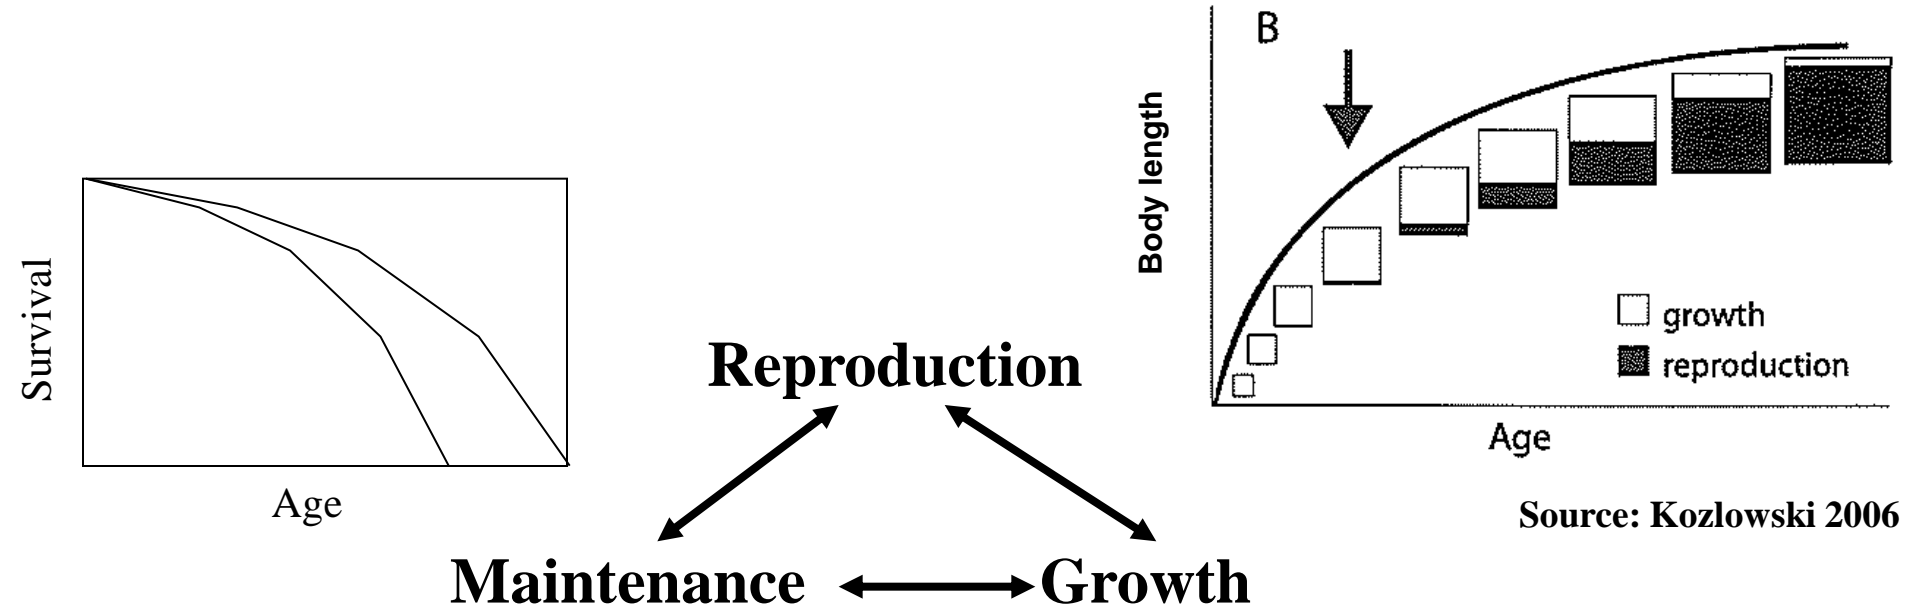 Survival
Age
Reproduction
Maintenance
Growth
B
Body length
growth
reproduction
Age
Source: Kozlowski 2006